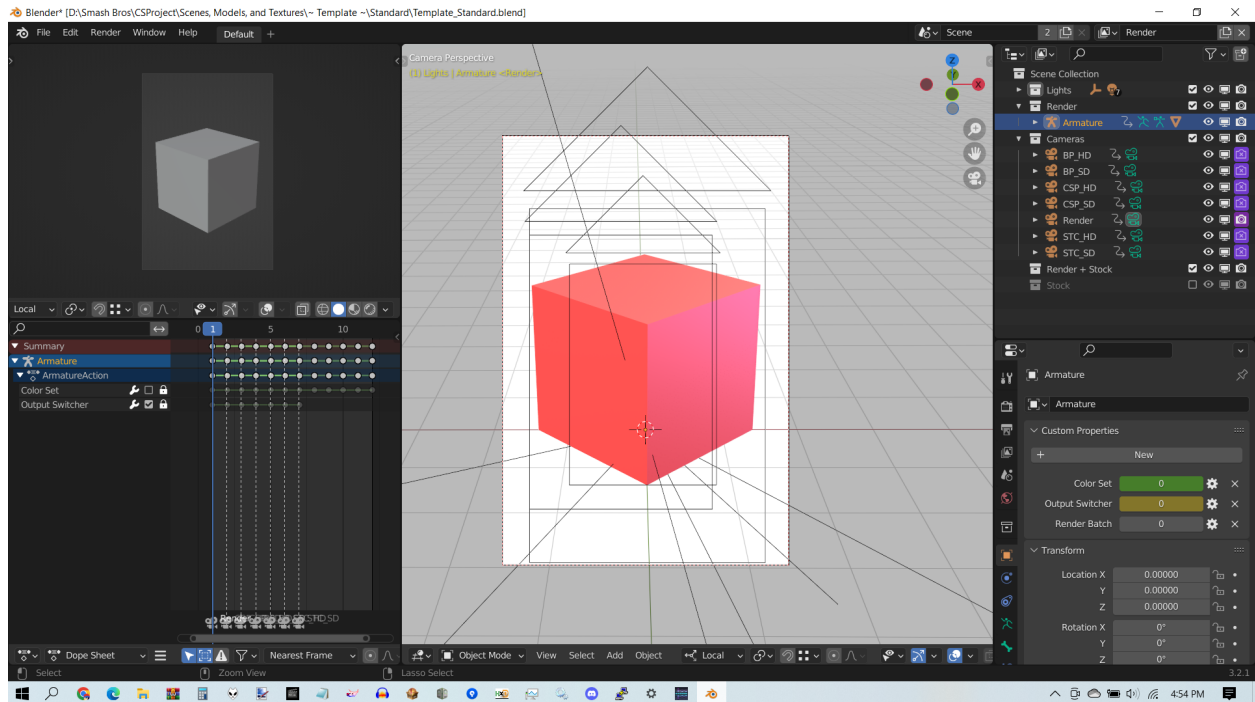 Blender* [D:\Smash Bros\CSProject\Scenes, Models, and Textures\~ Template ~\Standard\Template_Standard.blend]
File Edit Render Window Help Default + Scene 2 Render
Camera Perspective
(1) Lights | Armature <Render>
Z
Y
X
Scene Collection
Lights 7
Render
Armature
Cameras
BP_HD
BP_SD
CSP_HD
CSP_SD
Render
STC_HD
STC_SD
Render + Stock
Stock
Local
0 1 5 10
Summary
Armature
ArmatureAction
Color Set
Output Switcher
Render
_SD
Armature
Armature
Custom Properties
+ New
Color Set 0
Output Switcher 0
Render Batch 0
Transform
Location X 0.00000
Y 0.00000
Z 0.00000
Rotation X 0°
Y 0°
Z 0°
Dope Sheet Nearest Frame Object Mode View Select Add Object Local
Select Zoom View Lasso Select 3.2.1
4:54 PM